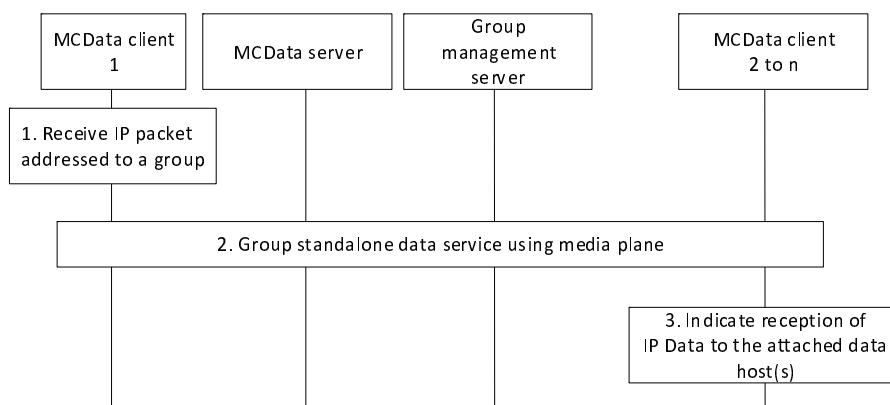 MCData client
1
MCData server
Group
management
server
MCData client
2 to n
1. Receive IP packet
addressed to a group
2. Group standalone data service using media plane
3. Indicate reception of
IP Data to the attached data
host(s)